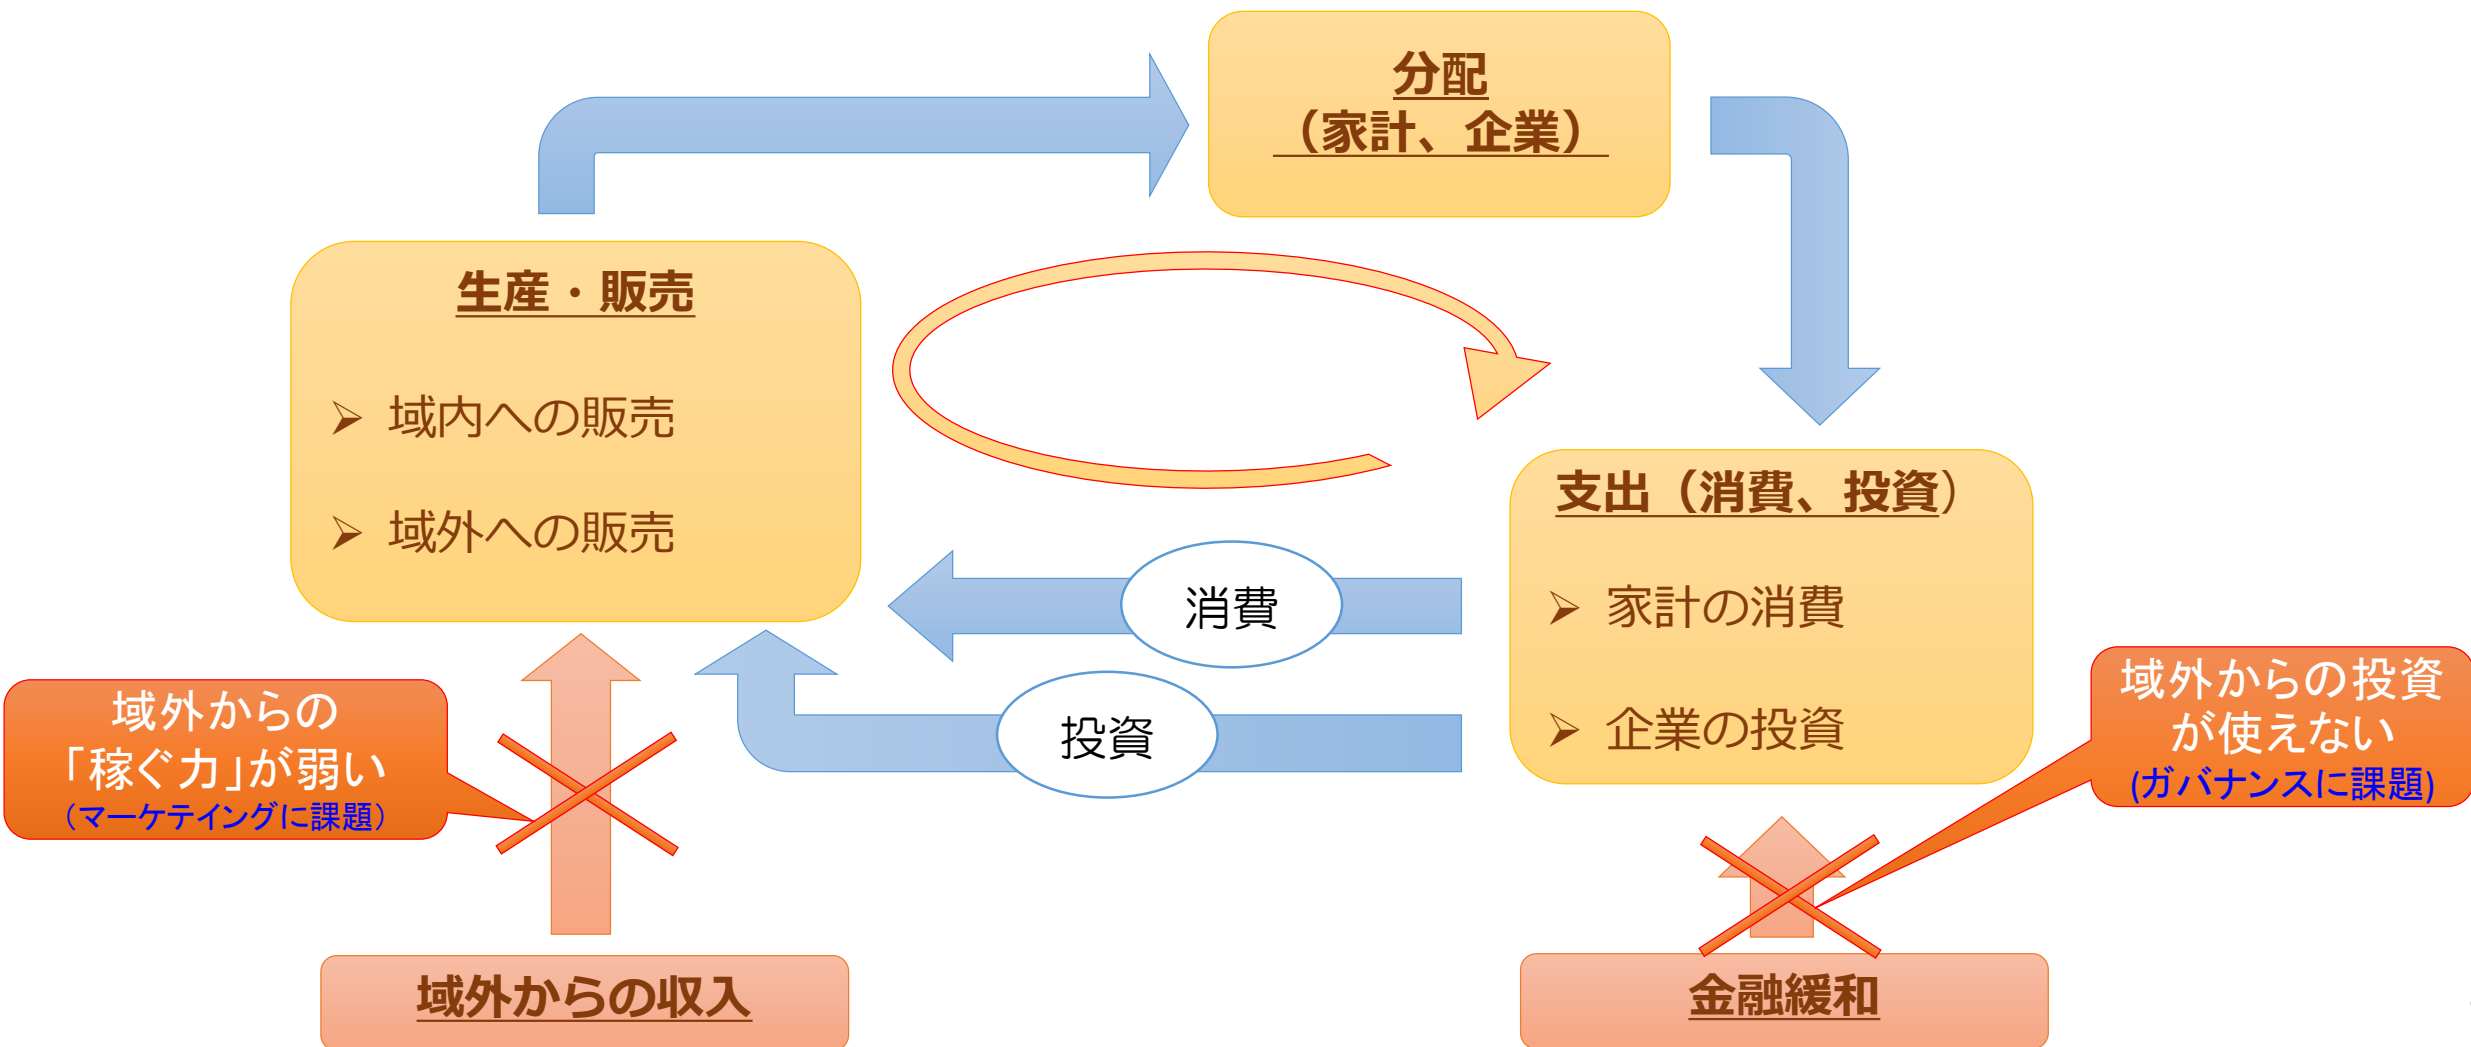 分配
（家計、企業）
生産・販売
➢ 域内への販売
➢ 域外への販売
支出（消費、投資）
➢ 家計の消費
➢ 企業の投資
消費
投資
域外からの
「稼ぐ力」が弱い
（マーケテイングに課題）
域外からの投資
が使えない
(ガバナンスに課題)
域外からの収入
金融緩和